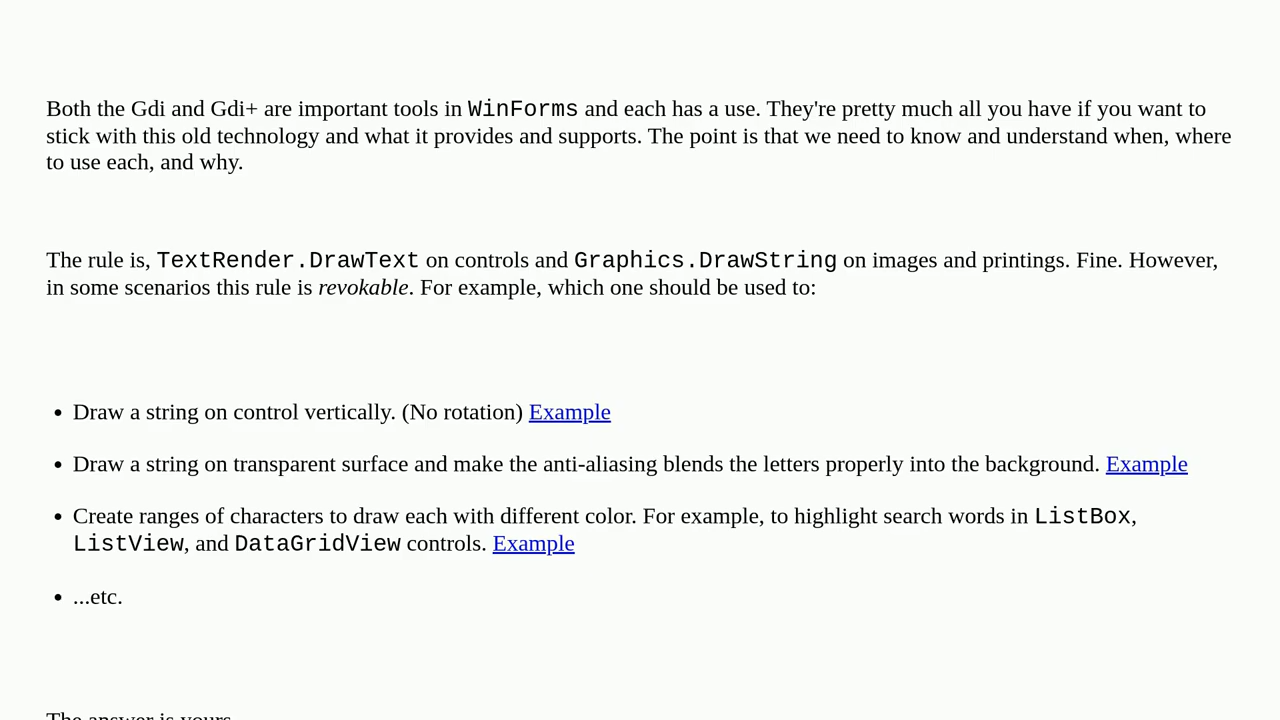 Both the Gdi and Gdi+ are important tools in WinForms and each has a use. They're pretty much all you have if you want to
stick with this old technology and what it provides and supports. The point is that we need to know and understand when, where
to use each, and why.
The rule is, TextRender.DrawText on controls and Graphics.DrawString on images and printings. Fine. However,
in some scenarios this rule is revokable. For example, which one should be used to:
• Draw a string on control vertically. (No rotation) Example
• Draw a string on transparent surface and make the anti-aliasing blends the letters properly into the background. Example
• Create ranges of characters to draw each with different color. For example, to highlight search words in ListBox,
ListView, and DataGridView controls. Example
• ...etc.
The answer is yours.